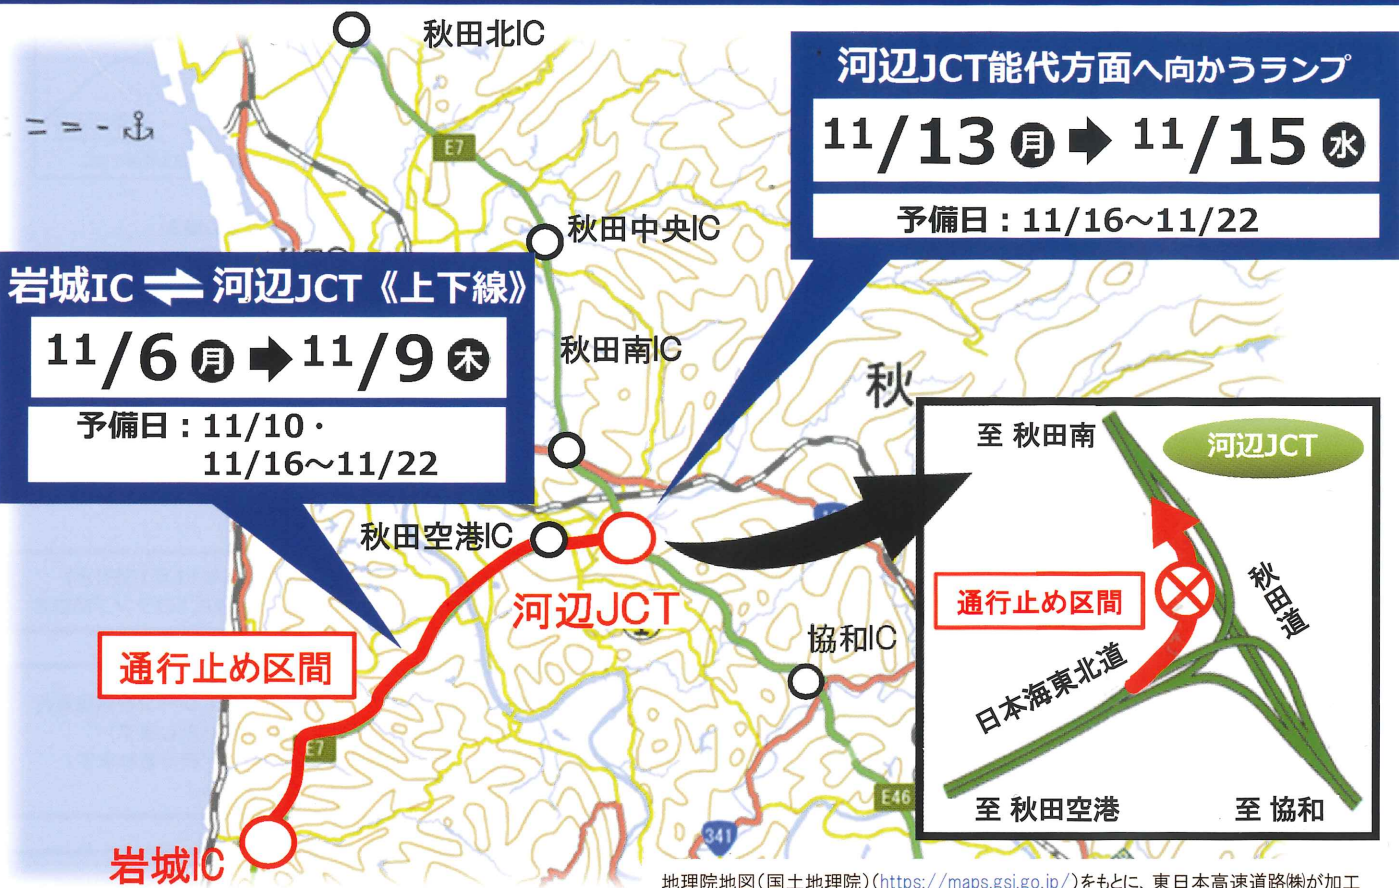 秋田北IC
河辺JCT能代方面へ向かうランプ
11/13 月 ➡ 11/15 水
予備日：11/16～11/22
E7
秋田中央IC
岩城IC ⇌ 河辺JCT《上下線》
11/6 月 ➡ 11/9 木
予備日：11/10・
11/16～11/22
秋田南IC
秋
至 秋田南
河辺JCT
通行止め区間
秋田道
日本海東北道
至 秋田空港
至 協和
秋田空港IC
河辺JCT
協和IC
通行止め区間
E7
E46
341
岩城IC
地理院地図(国土地理院)(https://maps.gsi.go.jp/)をもとに、東日本高速道路㈱が加工